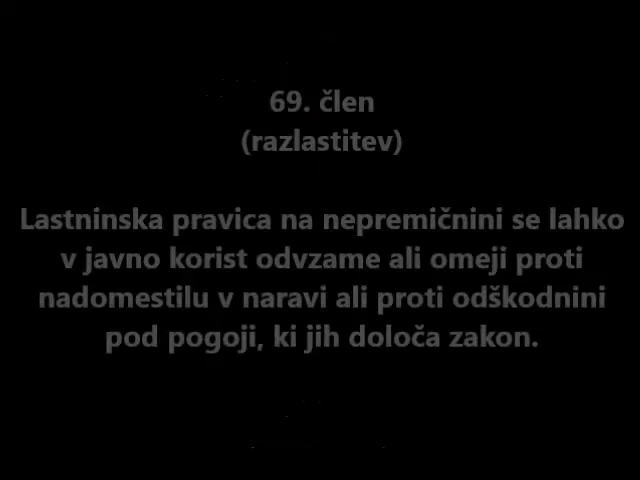 69. člen
(razlastitev)
Lastninska pravica na nepremičnini se lahko
v javno korist odvzame ali omeji proti
nadomestilu v naravi ali proti odškodnini
pod pogoji, ki jih določa zakon.